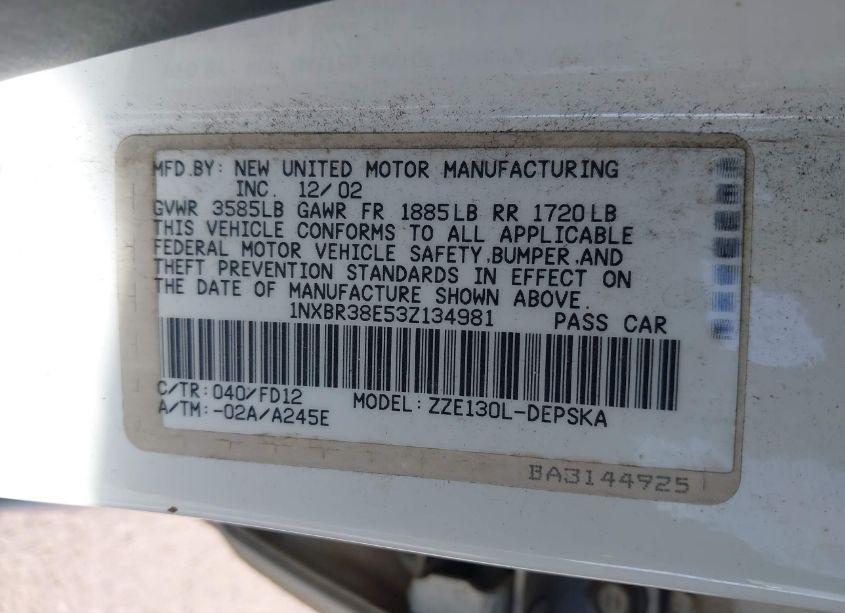 MFD.BY: NEW UNITED MOTOR MANUFACTURING
INC. 12/02
GVWR 3585LB GAWR FR 1885LB RR 1720LB
THIS VEHICLE CONFORMS TO ALL APPLICABLE
FEDERAL MOTOR VEHICLE SAFETY,BUMPER,AND
THEFT PREVENTION STANDARDS IN EFFECT ON
THE DATE OF MANUFACTURE SHOWN ABOVE.
1NXBR38E53Z134981 PASS CAR
C/TR: 040/FD12 MODEL: ZZE130L-DEPSKA
A/TM: -02A/A245E
BA3144925